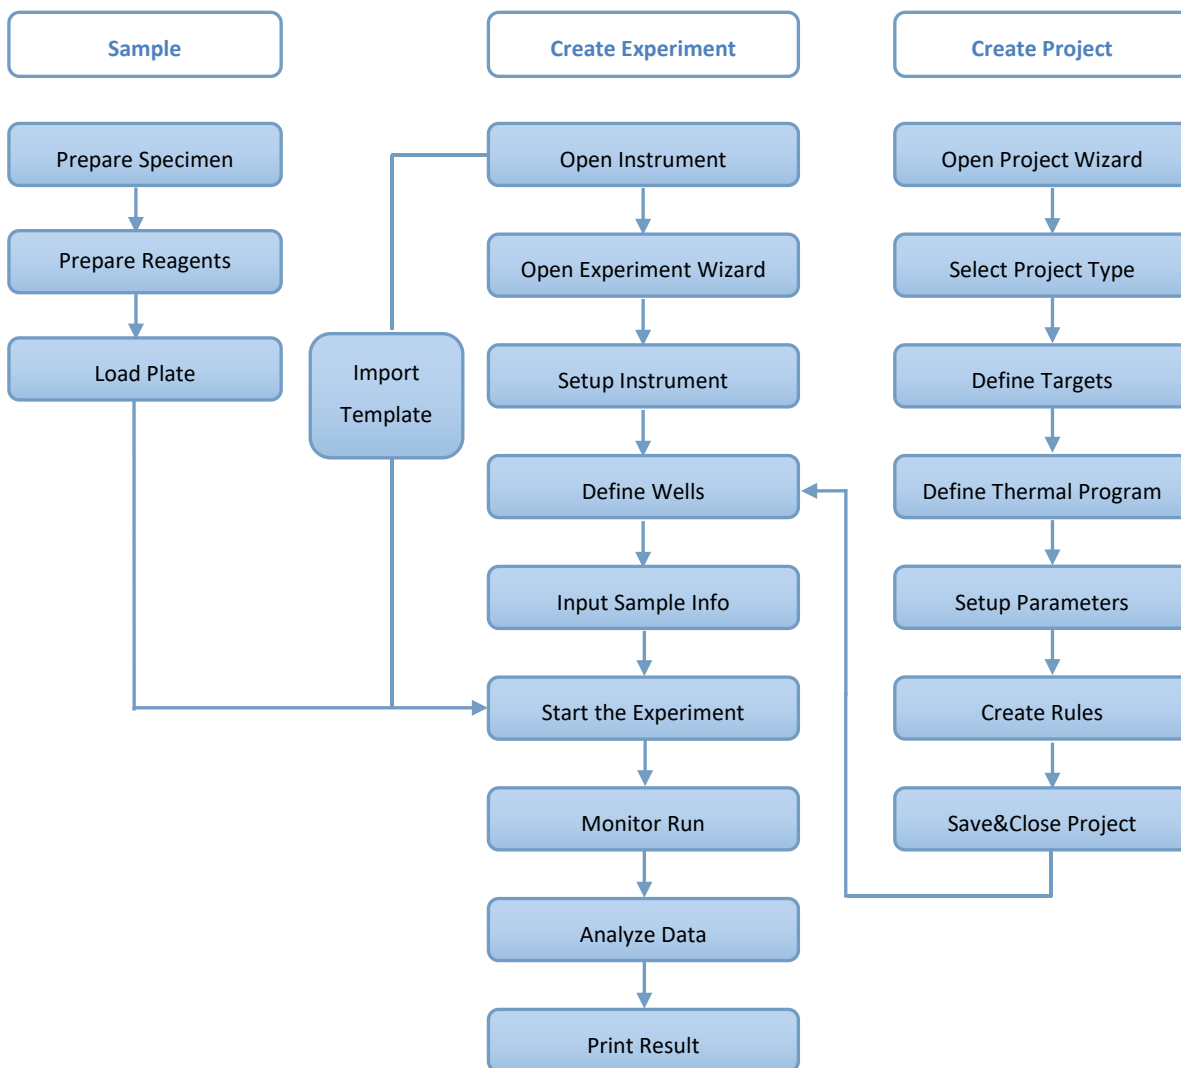 Sample
Create Experiment
Create Project
Prepare Specimen
Open Instrument
Open Project Wizard
Prepare Reagents
Open Experiment Wizard
Select Project Type
Load Plate
Import
Template
Setup Instrument
Define Targets
Define Wells
Define Thermal Program
Input Sample Info
Setup Parameters
Start the Experiment
Create Rules
Monitor Run
Save&Close Project
Analyze Data
Print Result